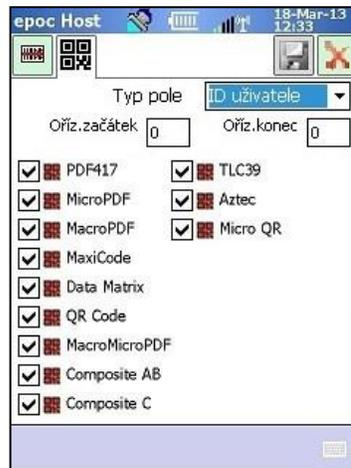 epoc Host 18-Mar-13
12:33
Typ pole ID uživatele
Oříz.začátek 0 Oříz.konec 0
PDF417 TLC39
MicroPDF Aztec
MacroPDF Micro QR
MaxiCode
Data Matrix
QR Code
MacroMicroPDF
Composite AB
Composite C